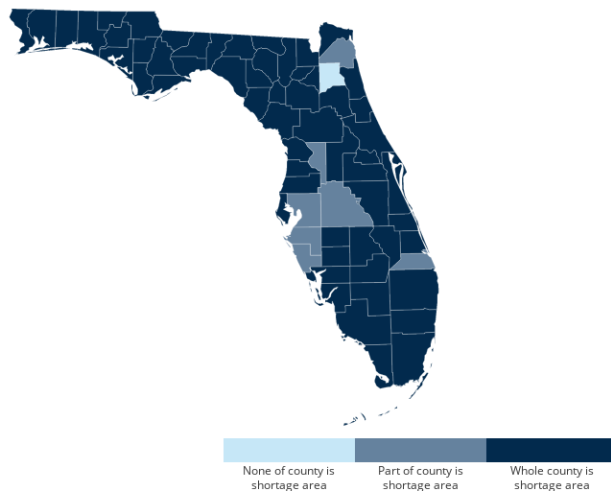 None of county is
shortage area
Part of county is
shortage area
Whole county is
shortage area